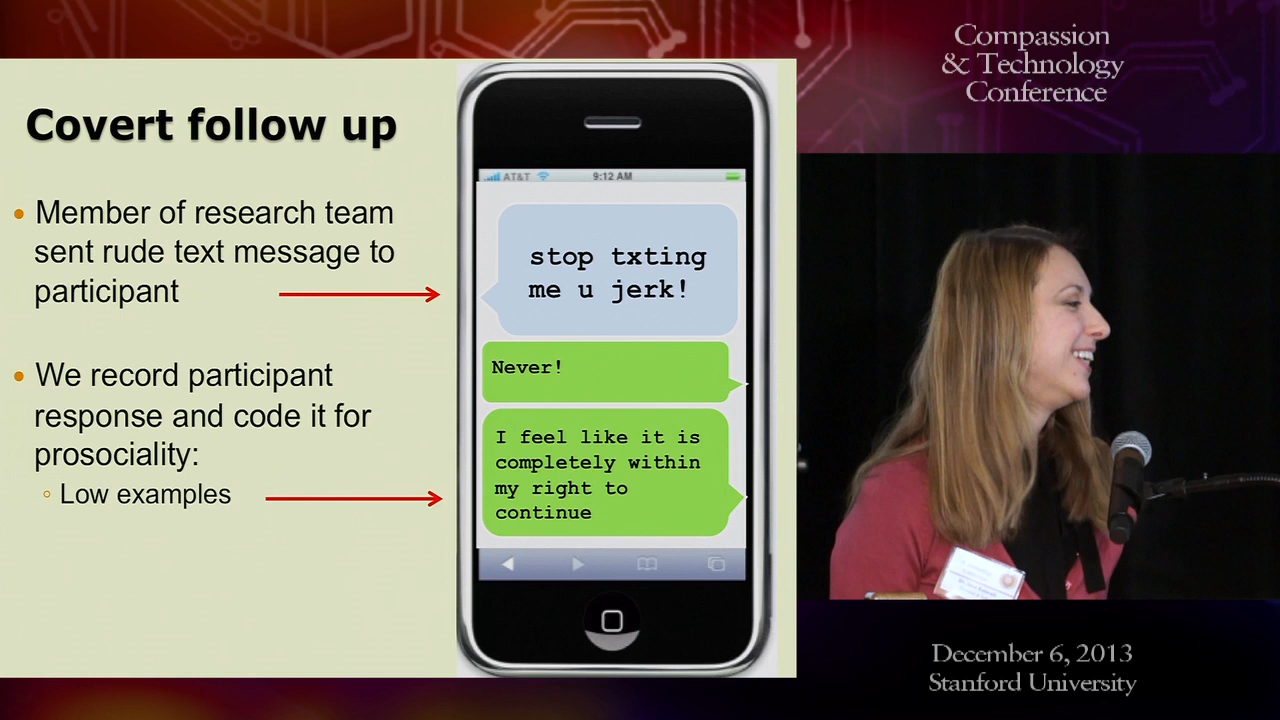 Compassion
& Technology
Conference
Covert follow up
• Member of research team
sent rude text message to
participant
• We record participant
response and code it for
prosociality:
◦ Low examples
AT&T
9:12 AM
stop txting
me u jerk!
Never!
I feel like it is
completely within
my right to
continue
December 6, 2013
Stanford University